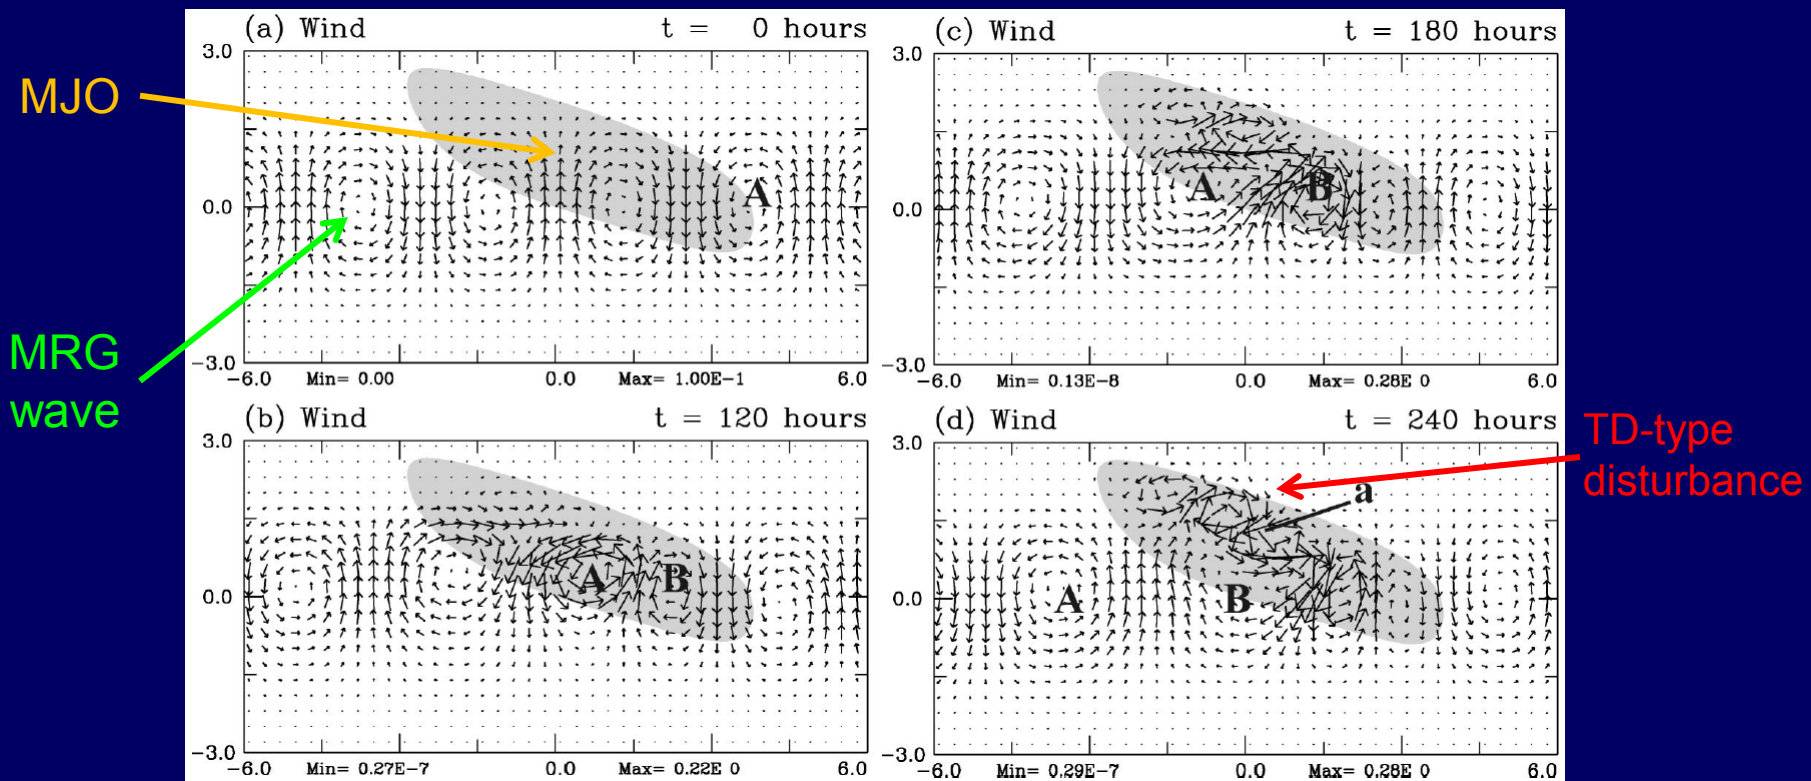 MJO
MRG
wave
(a) Wind t = 0 hours
3.0
A
0.0
-3.0
-6.0 Min= 0.00 0.0 Max= 1.00E-1 6.0
(b) Wind t = 120 hours
3.0
A B
0.0
-3.0
-6.0 Min= 0.27E-7 0.0 Max= 0.22E 0 6.0
(c) Wind t = 180 hours
3.0
A B
0.0
-3.0
-6.0 Min= 0.13E-8 0.0 Max= 0.28E 0 6.0
(d) Wind t = 240 hours
3.0
a
A B
0.0
-3.0
-6.0 Min= 0.29E-7 0.0 Max= 0.28E 0 6.0
TD-type
disturbance